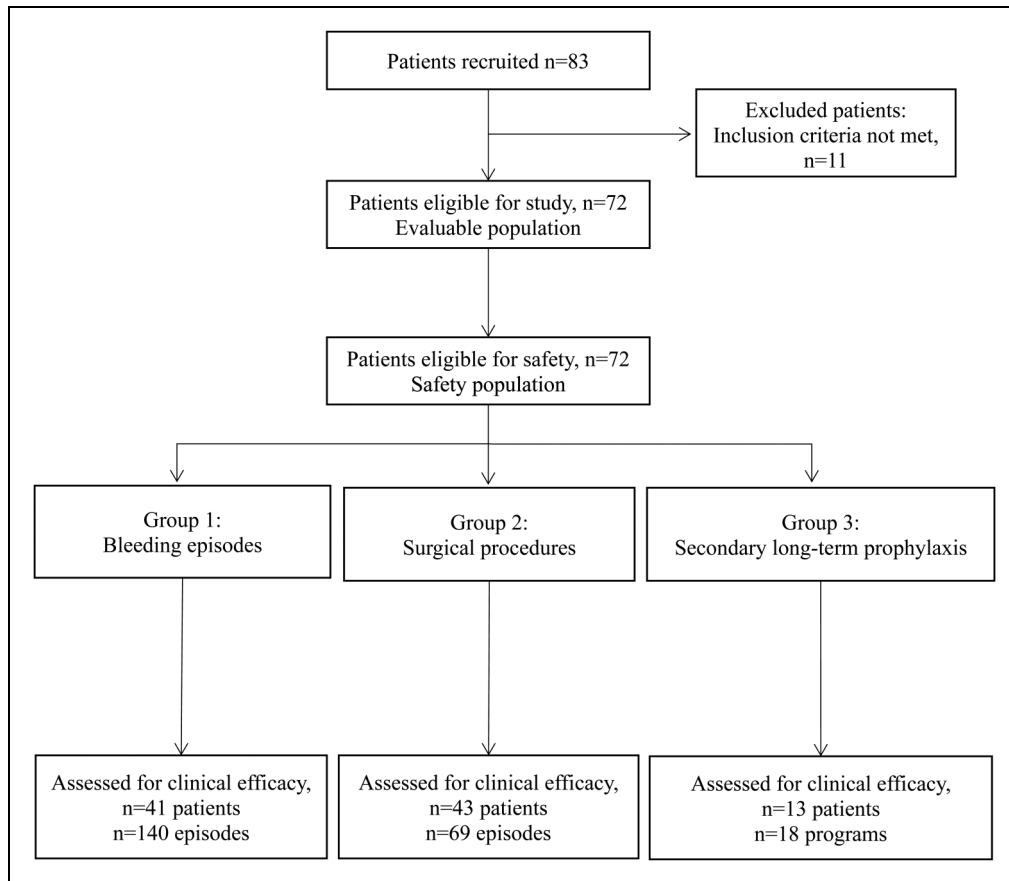 Patients recruited n=83
Excluded patients:
Inclusion criteria not met,
n=11
Patients eligible for study, n=72
Evaluable population
Patients eligible for safety, n=72
Safety population
Group 1:
Bleeding episodes
Group 2:
Surgical procedures
Group 3:
Secondary long-term prophylaxis
Assessed for clinical efficacy,
n=41 patients
n=140 episodes
Assessed for clinical efficacy,
n=43 patients
n=69 episodes
Assessed for clinical efficacy,
n=13 patients
n=18 programs